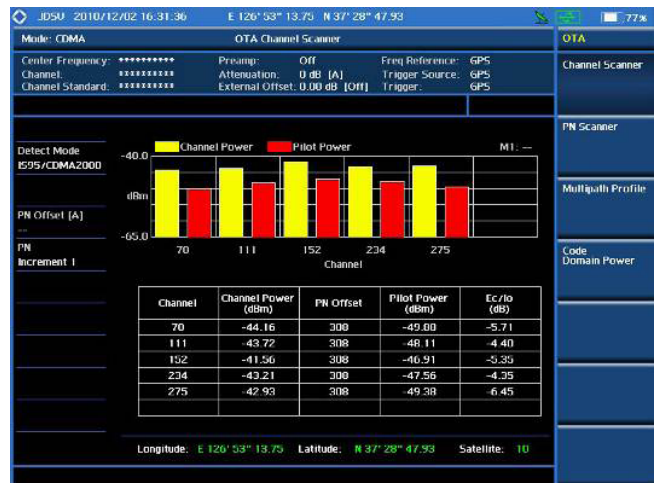 JDSU 2010/12/02 16:31:36 E 126° 53" 13.75 N 37° 28" 47.93 77%
Mode: CDMA OTA Channel Scanner OTA
Center Frequency: ********** Preamp: Off Freq Reference: GPS
Channel: ********** Attenuation: 0 dB [A] Trigger Source: GPS
Channel Standard: ********** External Offset: 0.00 dB [Off] Trigger: GPS
Channel Scanner
PN Scanner
Multipath Profile
Code
Domain Power
Detect Mode
IS95/CDMA2000
PN Offset [A]
--
PN
Increment 1
Channel Power Pilot Power M1: --
-40.0
dBm
-65.0
70 111 152 234 275
Channel
Channel Channel Power (dBm) PN Offset Pilot Power (dBm) Ec/Io (dB)
70 -44.16 308 -49.88 -5.71
111 -43.72 308 -48.11 -4.40
152 -41.56 308 -46.91 -5.35
234 -43.21 308 -47.56 -4.35
275 -42.93 308 -49.38 -6.45
Longitude: E 126° 53" 13.75 Latitude: N 37° 28" 47.93 Satellite: 10